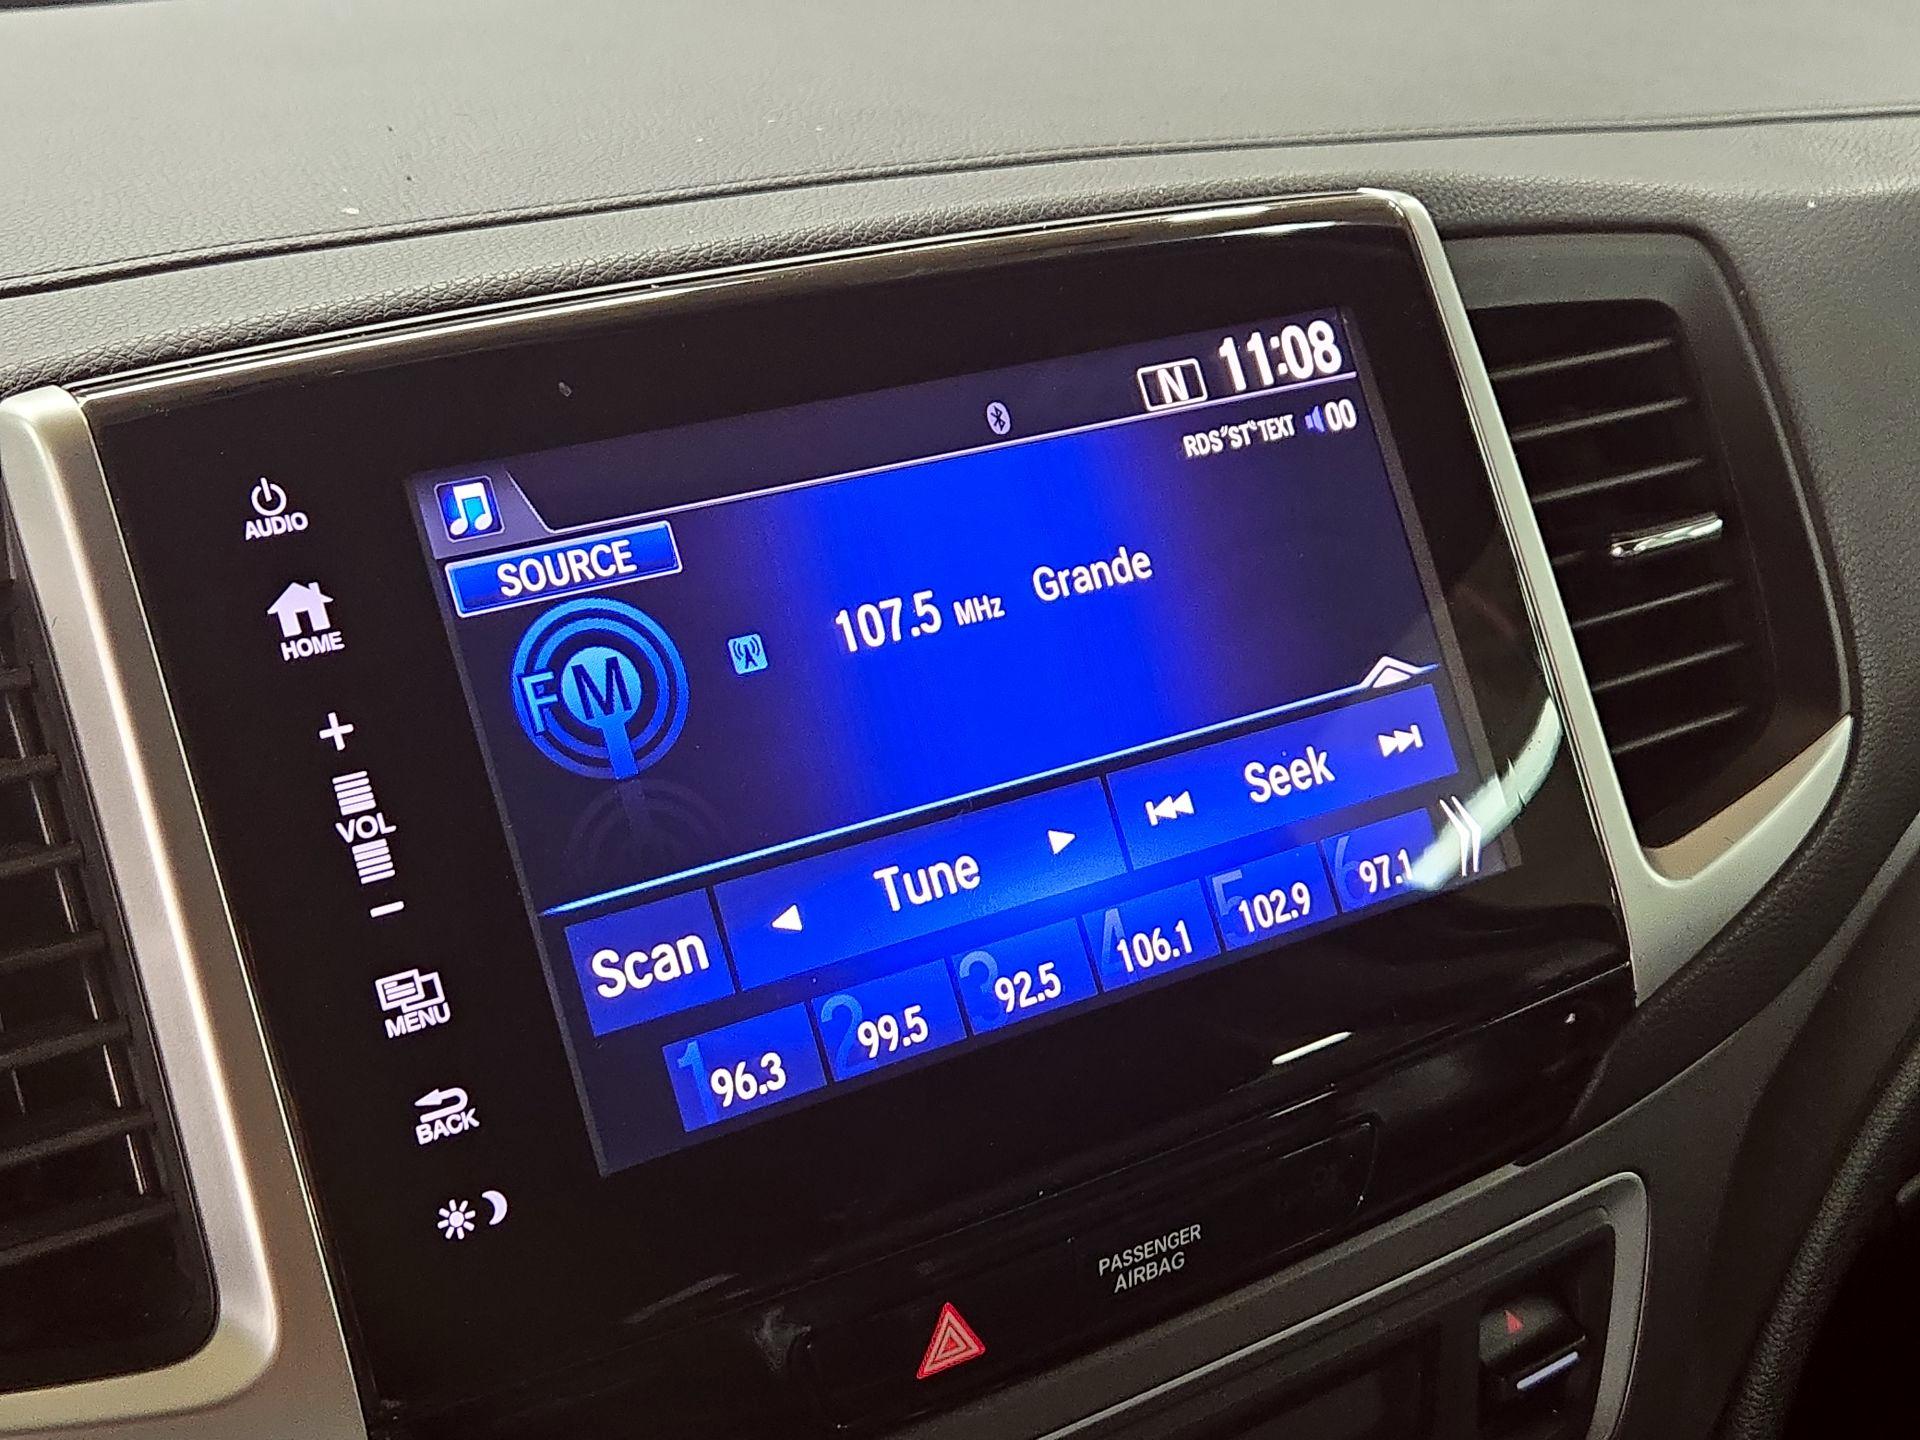 N 11:08
RDS ST TEXT 00
AUDIO
SOURCE
107.5 MHz Grande
HOME
FM
+
VOL
-
Seek
Tune
Scan
1 96.3
2 99.5
3 92.5
4 106.1
5 102.9
6 97.1
MENU
BACK
PASSENGER
AIRBAG